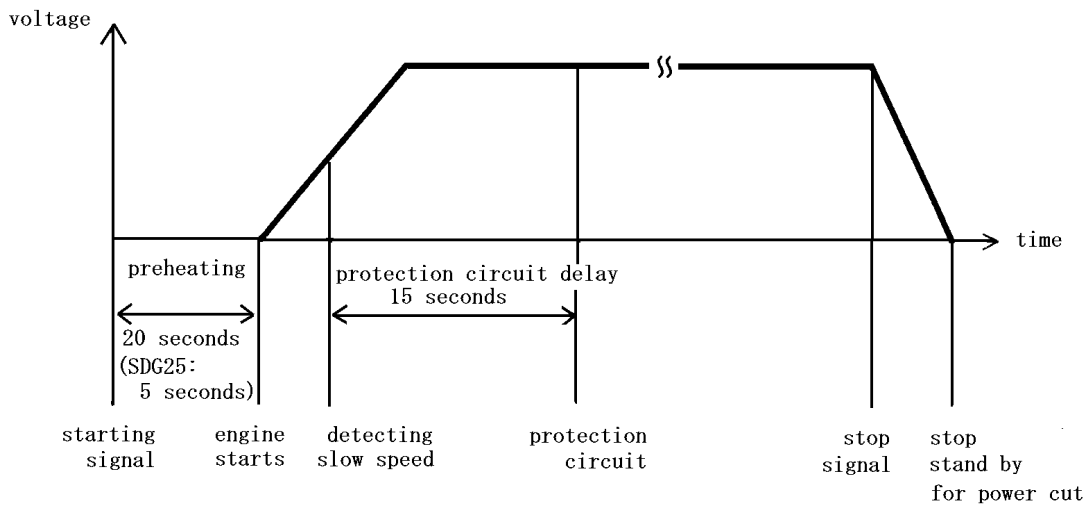 voltage
time
preheating
protection circuit delay
15 seconds
20 seconds
(SDG25:
5 seconds)
starting
signal
engine
starts
detecting
slow speed
protection
circuit
stop
signal
stop
stand by
for power cut